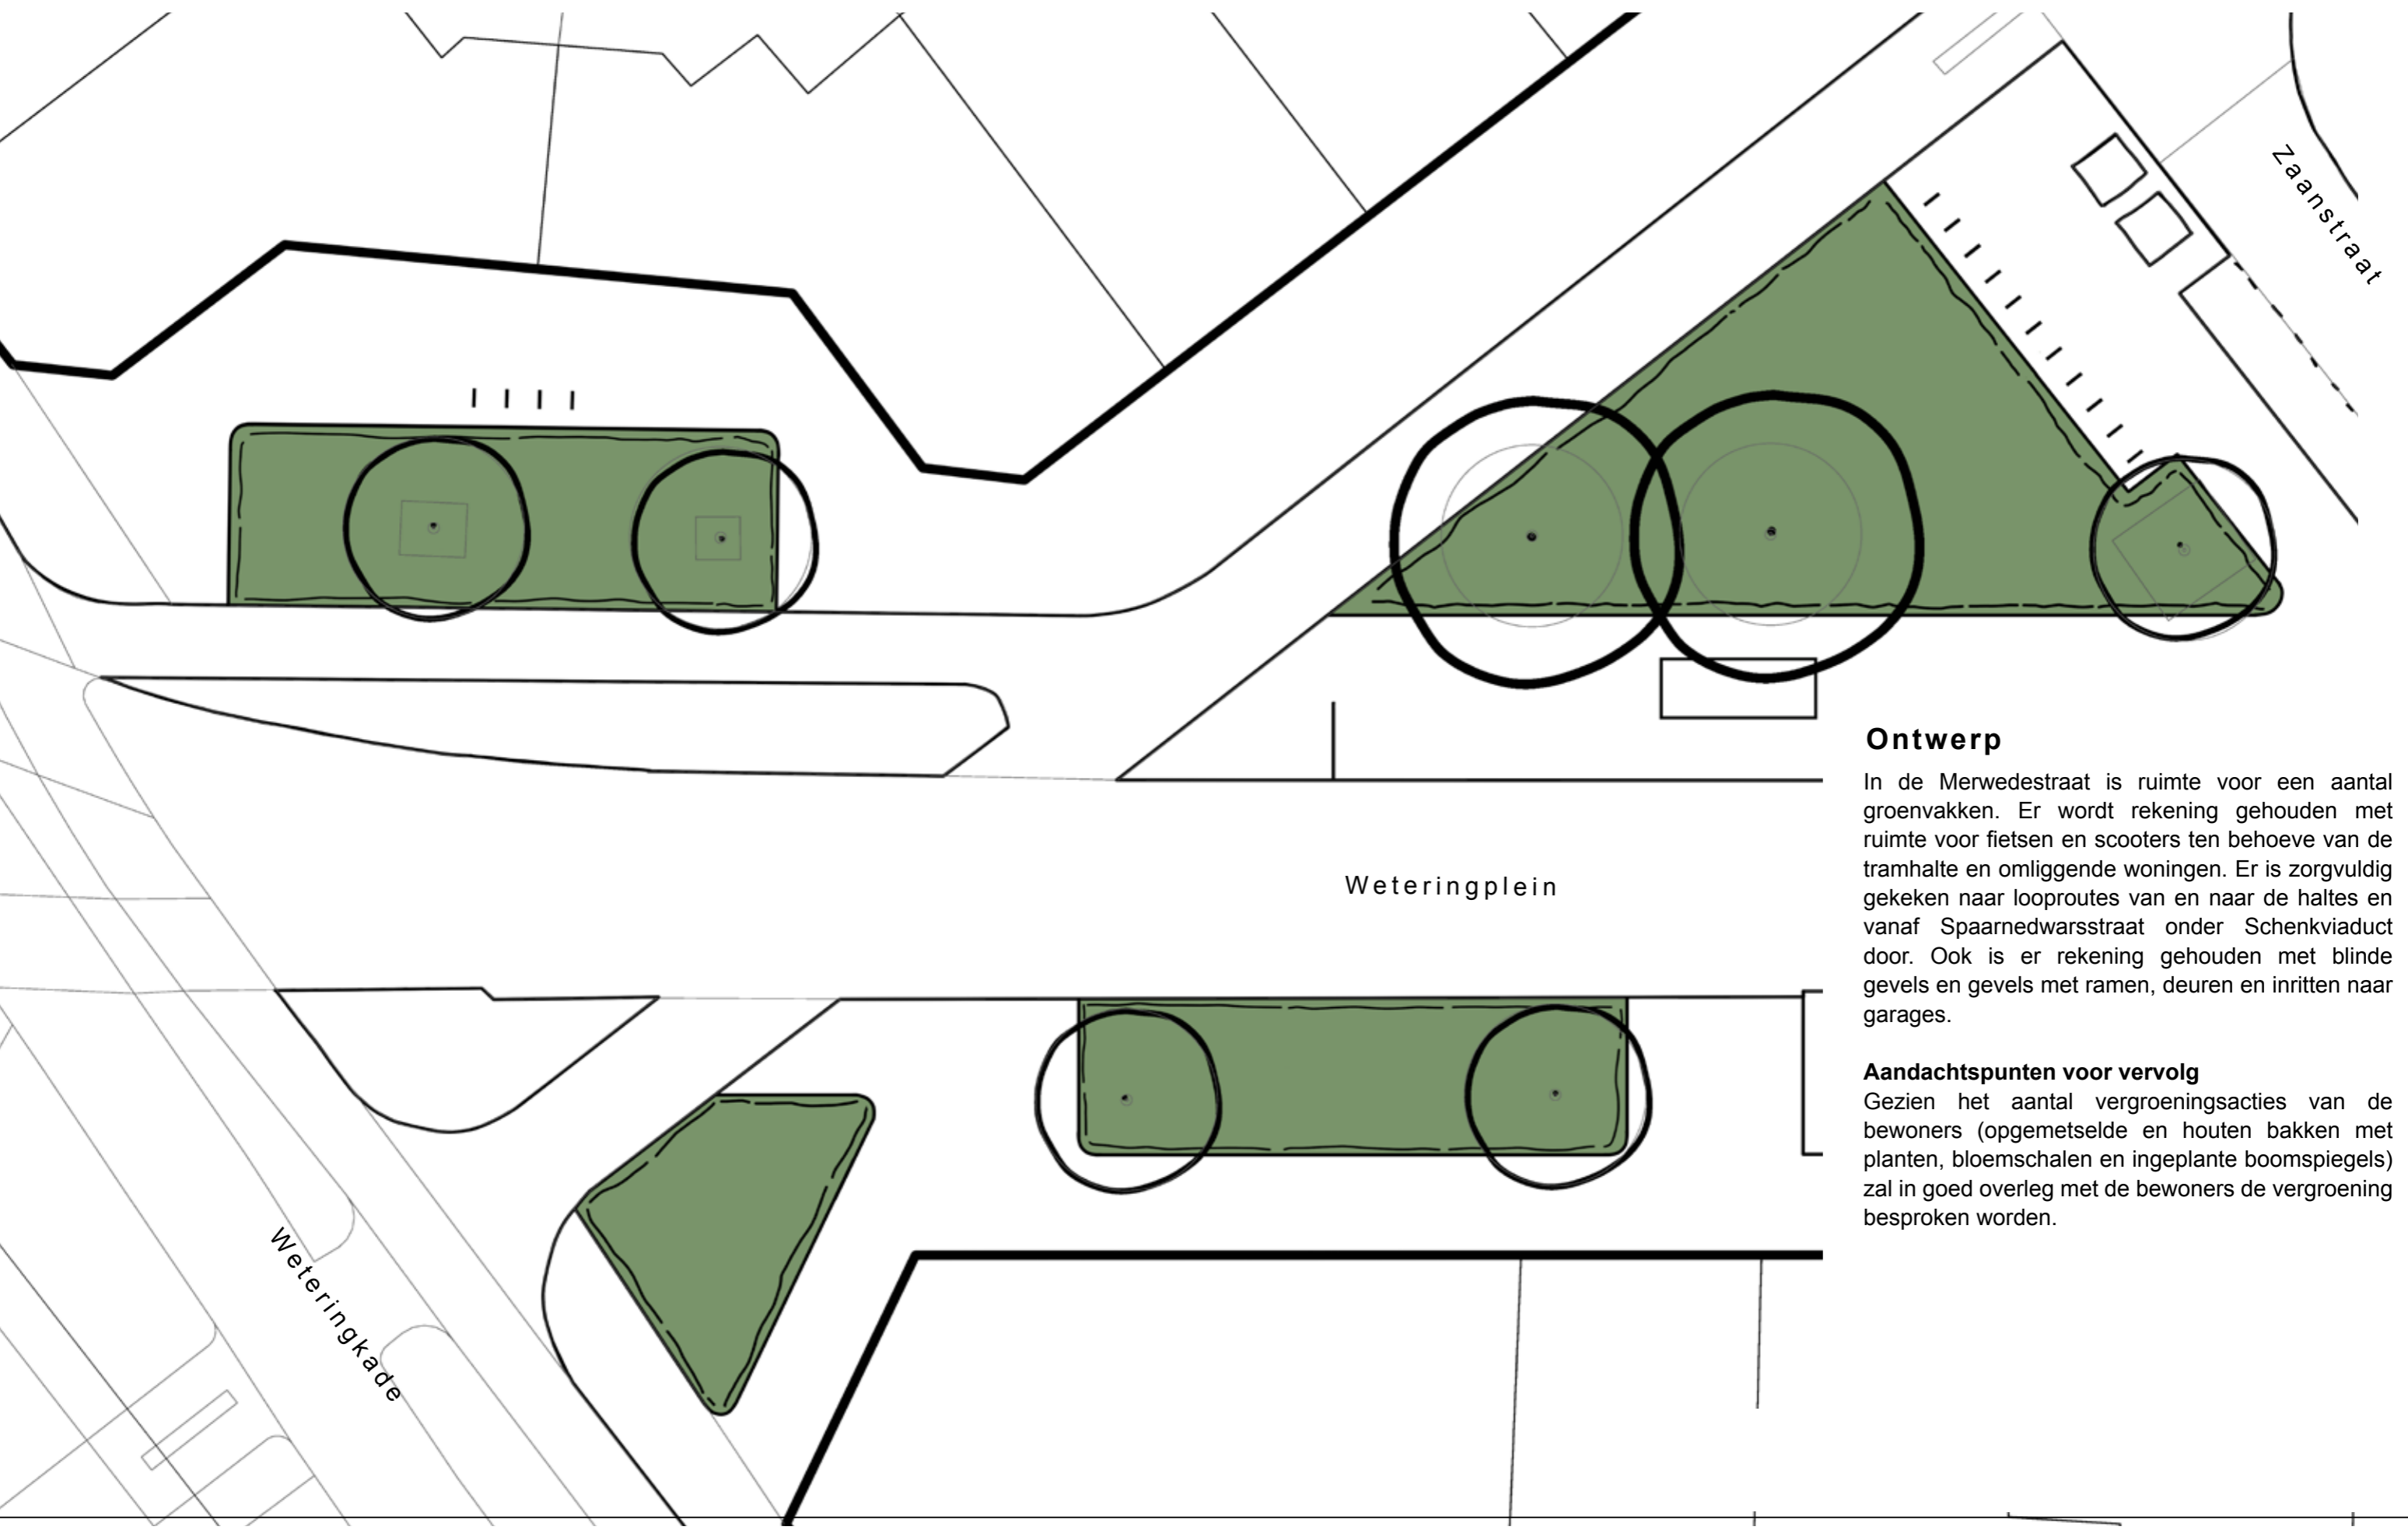 Zaanstraat
Ontwerp
In de Merwedestraat is ruimte voor een aantal
groenvakken. Er wordt rekening gehouden met
ruimte voor fietsen en scooters ten behoeve van de
tramhalte en omliggende woningen. Er is zorgvuldig
gekeken naar looproutes van en naar de haltes en
vanaf Spaarnedwarsstraat onder Schenkviaduct
door. Ook is er rekening gehouden met blinde
gevels en gevels met ramen, deuren en inritten naar
garages.
Aandachtspunten voor vervolg
Gezien het aantal vergroeningsacties van de
bewoners (opgemetselde en houten bakken met
planten, bloemschalen en ingeplante boomspiegels)
zal in goed overleg met de bewoners de vergroening
besproken worden.
Weteringplein
Weteringkade